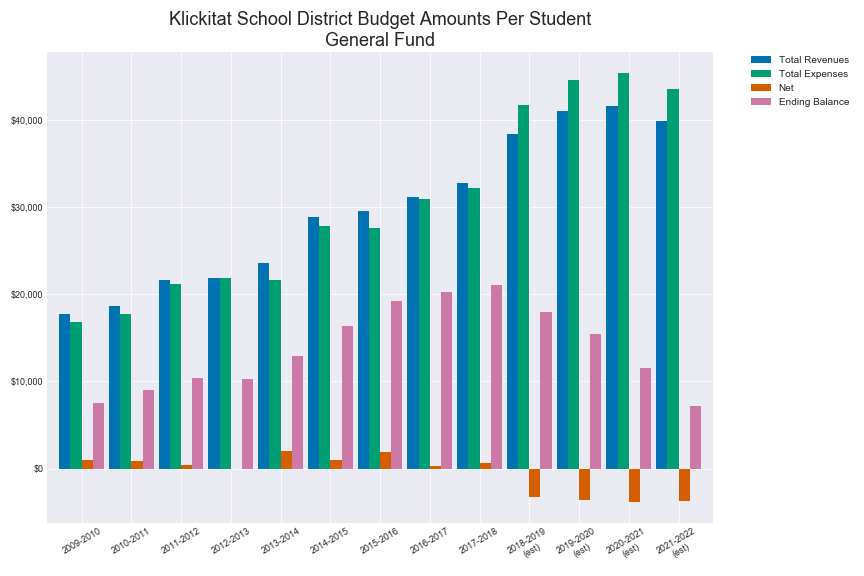 Klickitat School District Budget Amounts Per Student
General Fund
Total Revenues
Total Expenses
Net
Ending Balance
$40,000
$30,000
$20,000
$10,000
$0
2009-2010
2010-2011
2011-2012
2012-2013
2013-2014
2014-2015
2015-2016
2016-2017
2017-2018
2018-2019
(est)
2019-2020
(est)
2020-2021
(est)
2021-2022
(est)